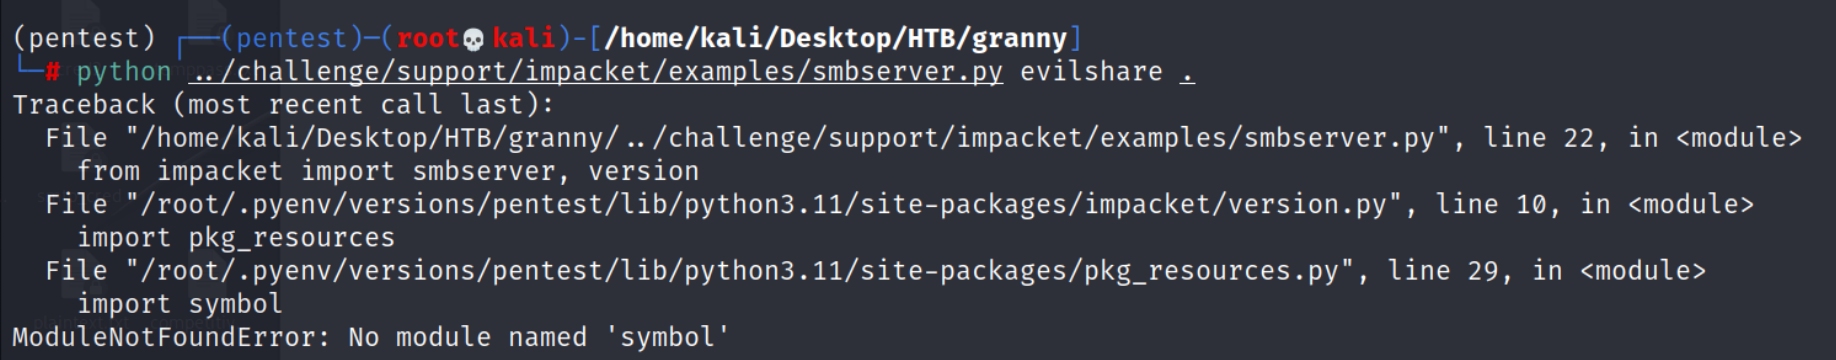 (pentest) ┌──(pentest)─(root💀kali)-[/home/kali/Desktop/HTB/granny]
└─# python ../challenge/support/impacket/examples/smbserver.py evilshare .
Traceback (most recent call last):
  File "/home/kali/Desktop/HTB/granny/../challenge/support/impacket/examples/smbserver.py", line 22, in <module>
    from impacket import smbserver, version
  File "/root/.pyenv/versions/pentest/lib/python3.11/site-packages/impacket/version.py", line 10, in <module>
    import pkg_resources
  File "/root/.pyenv/versions/pentest/lib/python3.11/site-packages/pkg_resources.py", line 29, in <module>
    import symbol
ModuleNotFoundError: No module named 'symbol'